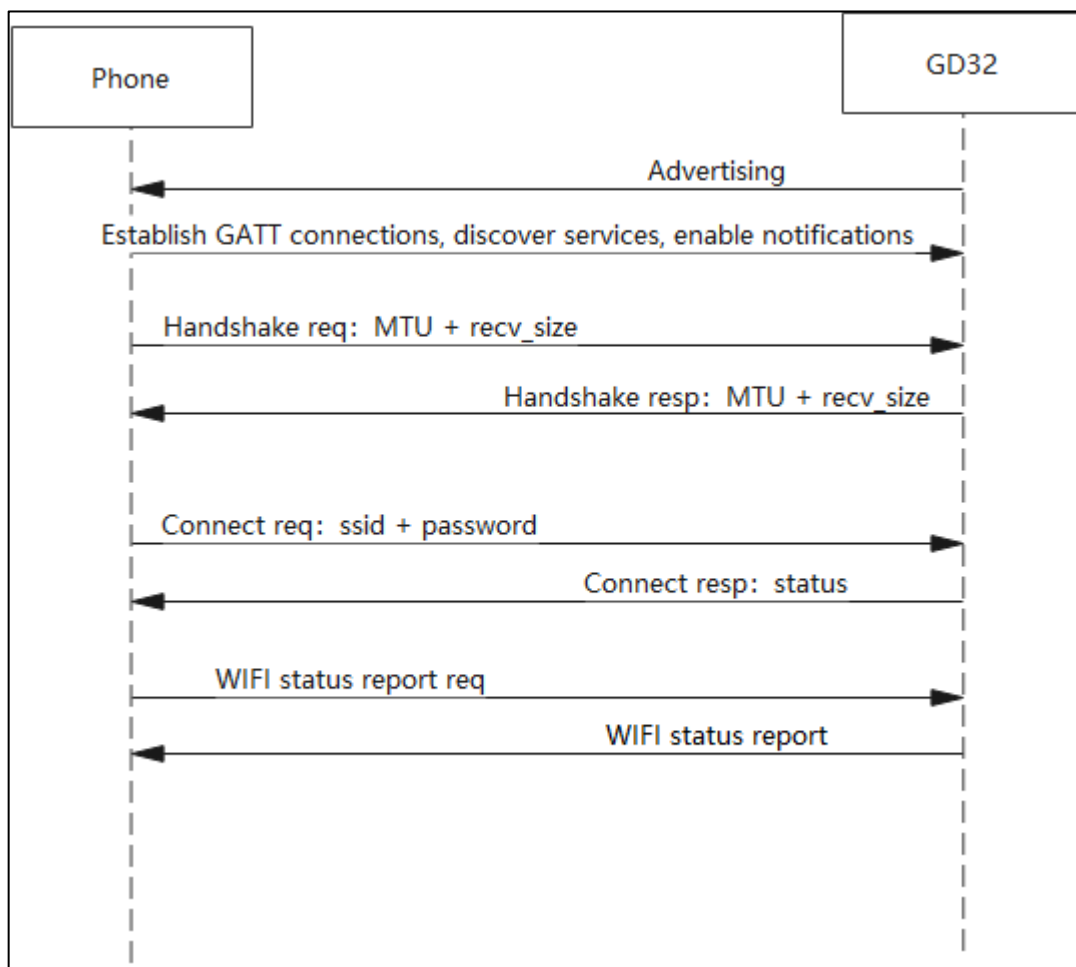 Phone
GD32
Advertising
Establish GATT connections, discover services, enable notifications
Handshake req：MTU + recv_size
Handshake resp：MTU + recv_size
Connect req：ssid + password
Connect resp：status
WIFI status report req
WIFI status report